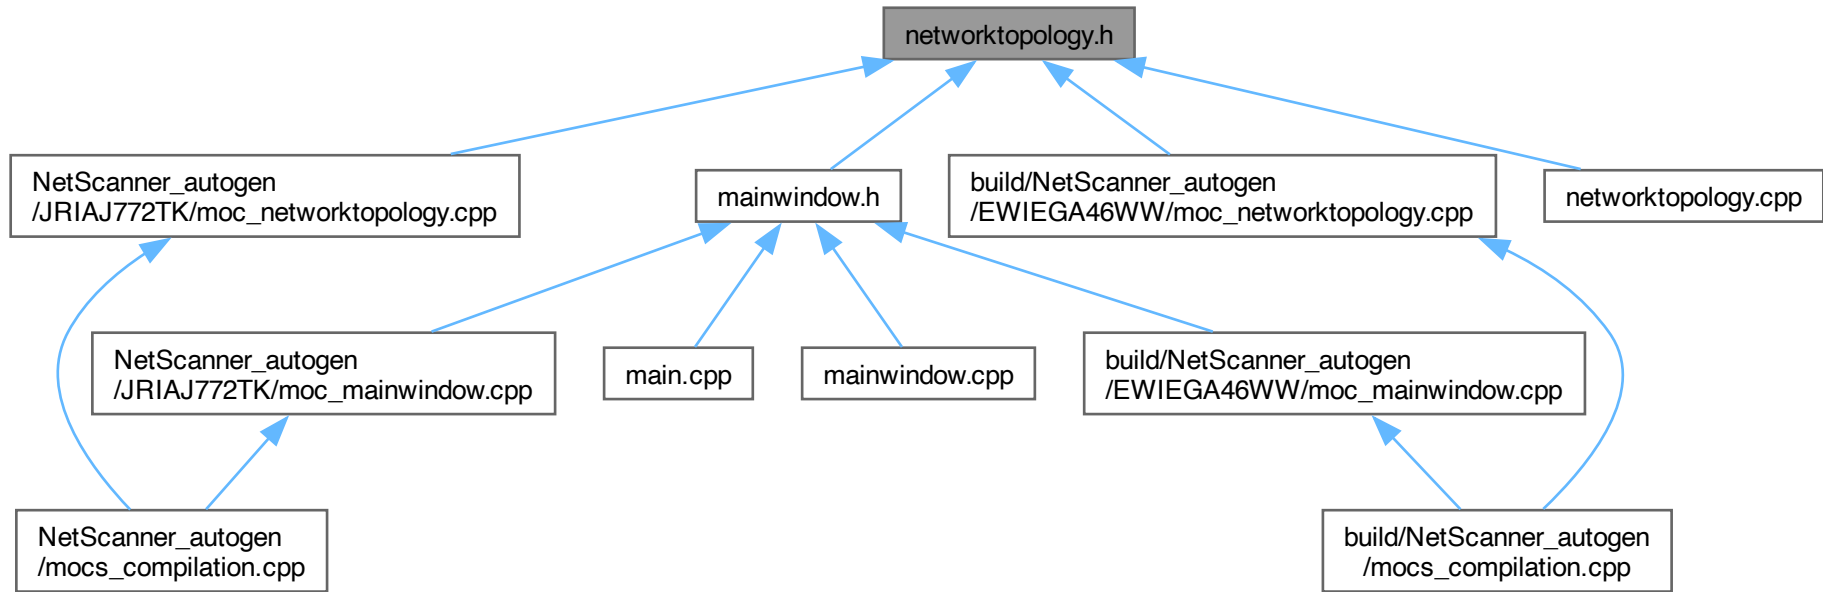 networktopology.h
NetScanner_autogen
/JRIAJ772TK/moc_networktopology.cpp
mainwindow.h
build/NetScanner_autogen
/EWIEGA46WW/moc_networktopology.cpp
networktopology.cpp
NetScanner_autogen
/JRIAJ772TK/moc_mainwindow.cpp
main.cpp
mainwindow.cpp
build/NetScanner_autogen
/EWIEGA46WW/moc_mainwindow.cpp
NetScanner_autogen
/mocs_compilation.cpp
build/NetScanner_autogen
/mocs_compilation.cpp